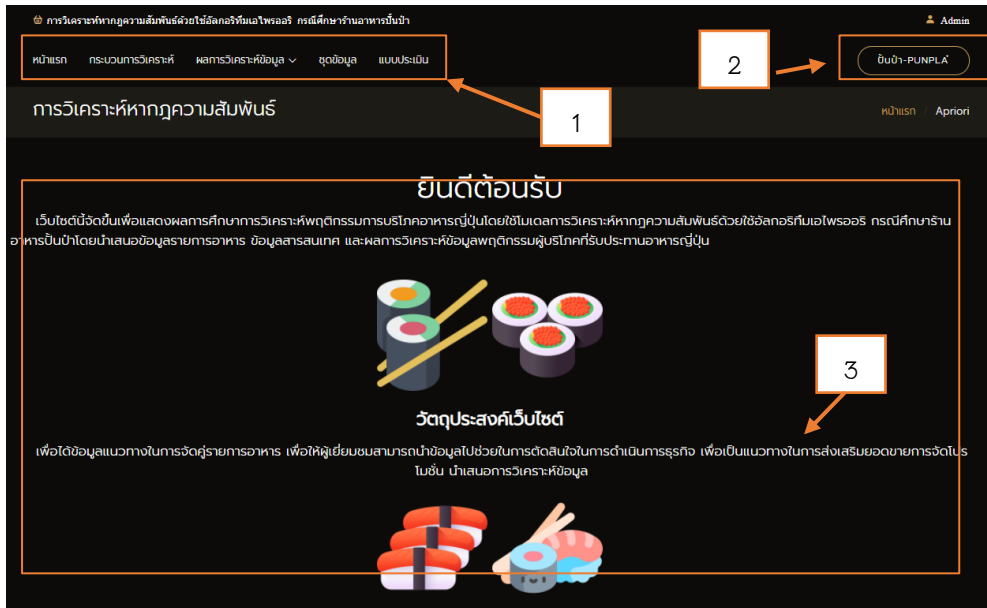 การวิเคราะห์หากฎความสัมพันธ์ด้วยใช้อัลกอริทึมเอไพรออริ กรณีศึกษาร้านอาหารปั้นป้า
Admin
หน้าแรก กระบวนการวิเคราะห์ ผลการวิเคราะห์ข้อมูล ชุดข้อมูล แบบประเมิน
2
ปั้นป้า-PUNPLA
การวิเคราะห์หากฎความสัมพันธ์
1
หน้าแรก / Apriori
ยินดีต้อนรับ
เว็บไซต์นี้จัดขึ้นเพื่อแสดงผลการศึกษาการวิเคราะห์พฤติกรรมการบริโภคอาหารญี่ปุ่นโดยใช้โมเดลการวิเคราะห์หากฎความสัมพันธ์ด้วยใช้อัลกอริทึมเอไพรออริ กรณีศึกษาร้าน
อาหารปั้นป้าโดยนำเสนอข้อมูลรายการอาหาร ข้อมูลสารสนเทศ และผลการวิเคราะห์ข้อมูลพฤติกรรมผู้บริโภคที่รับประทานอาหารญี่ปุ่น
3
วัตถุประสงค์เว็บไซต์
เพื่อได้ข้อมูลแนวทางในการจัดคู่รายการอาหาร เพื่อให้ผู้เยี่ยมชมสามารถนำข้อมูลไปช่วยในการตัดสินใจในการดำเนินการธุรกิจ เพื่อเป็นแนวทางในการส่งเสริมยอดขายการจัดโปร
โมชั่น นำเสนอการวิเคราะห์ข้อมูล